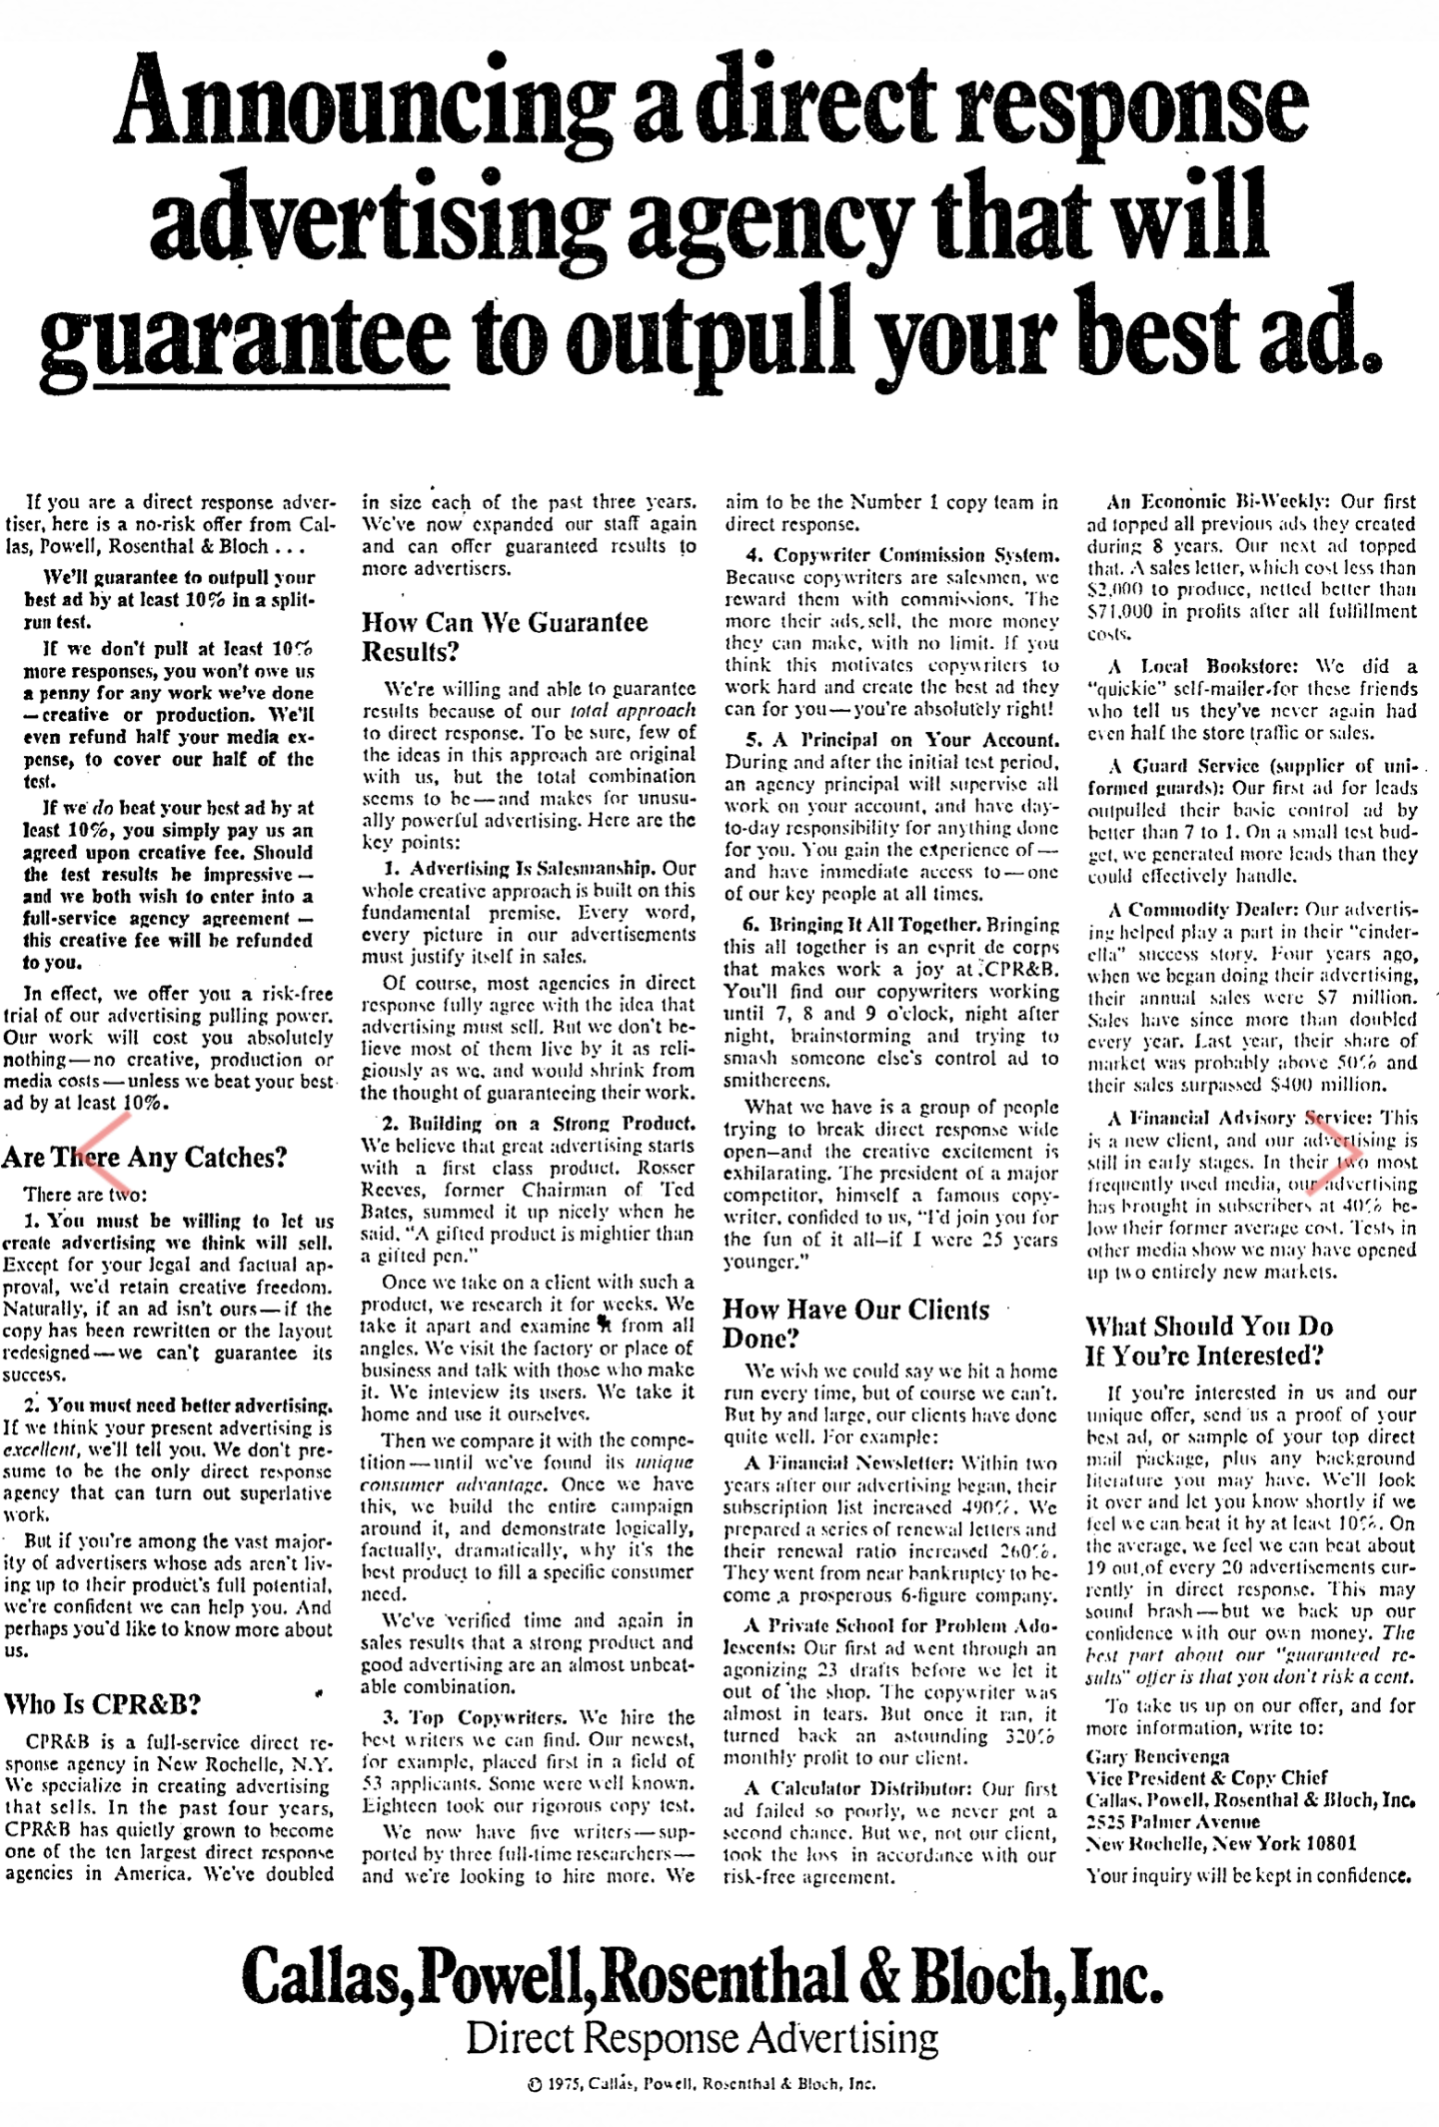 Announcing a direct response
advertising agency that will
guarantee to outpull your best ad.
If you are a direct response adver-
tiser, here is a no-risk offer from Cal-
las, Powell, Rosenthal & Bloch . . .
We'll guarantee to outpull your
best ad by at least 10% in a split-
run test.
If we don't pull at least 10%
more responses, you won't owe us
a penny for any work we've done
—creative or production. We'll
even refund half your media ex-
pense, to cover our half of the
test.
If we do beat your best ad by at
least 10%, you simply pay us an
agreed upon creative fee. Should
the test results be impressive —
and we both wish to enter into a
full-service agency agreement —
this creative fee will be refunded
to you.
In effect, we offer you a risk-free
trial of our advertising pulling power.
Our work will cost you absolutely
nothing—no creative, production or
media costs—unless we beat your best
ad by at least 10%.
Are There Any Catches?
There are two:
1. You must be willing to let us
create advertising we think will sell.
Except for your legal and factual ap-
proval, we'd retain creative freedom.
Naturally, if an ad isn't ours—if the
copy has been rewritten or the layout
redesigned—we can't guarantee its
success.
2. You must need better advertising.
If we think your present advertising is
excellent, we'll tell you. We don't pre-
sume to be the only direct response
agency that can turn out superlative
work.
But if you're among the vast major-
ity of advertisers whose ads aren't liv-
ing up to their product's full potential,
we're confident we can help you. And
perhaps you'd like to know more about
us.
Who Is CPR&B?
CPR&B is a full-service direct re-
sponse agency in New Rochelle, N.Y.
We specialize in creating advertising
that sells. In the past four years,
CPR&B has quietly grown to become
one of the ten largest direct response
agencies in America. We've doubled
in size each of the past three years.
We've now expanded our staff again
and can offer guaranteed results to
more advertisers.
How Can We Guarantee
Results?
We're willing and able to guarantee
results because of our total approach
to direct response. To be sure, few of
the ideas in this approach are original
with us, but the total combination
seems to be—and makes for unusu-
ally powerful advertising. Here are the
key points:
1. Advertising Is Salesmanship. Our
whole creative approach is built on this
fundamental premise. Every word,
every picture in our advertisements
must justify itself in sales.
Of course, most agencies in direct
response fully agree with the idea that
advertising must sell. But we don't be-
lieve most of them live by it as reli-
giously as we, and would shrink from
the thought of guaranteeing their work.
2. Building on a Strong Product.
We believe that great advertising starts
with a first class product. Rosser
Reeves, former Chairman of Ted
Bates, summed it up nicely when he
said, "A gifted product is mightier than
a gifted pen."
Once we take on a client with such a
product, we research it for weeks. We
take it apart and examine it from all
angles. We visit the factory or place of
business and talk with those who make
it. We inteview its users. We take it
home and use it ourselves.
Then we compare it with the compe-
tition—until we've found its unique
consumer advantage. Once we have
this, we build the entire campaign
around it, and demonstrate logically,
factually, dramatically, why it's the
best product to fill a specific consumer
need.
We've verified time and again in
sales results that a strong product and
good advertising are an almost unbeat-
able combination.
3. Top Copywriters. We hire the
best writers we can find. Our newest,
for example, placed first in a field of
53 applicants. Some were well known.
Eighteen took our rigorous copy test.
We now have five writers—sup-
ported by three full-time researchers—
and we're looking to hire more. We
aim to be the Number 1 copy team in
direct response.
4. Copywriter Commission System.
Because copywriters are salesmen, we
reward them with commissions. The
more their ads sell, the more money
they can make, with no limit. If you
think this motivates copywriters to
work hard and create the best ad they
can for you—you're absolutely right!
5. A Principal on Your Account.
During and after the initial test period,
an agency principal will supervise all
work on your account, and have day-
to-day responsibility for anything done
for you. You gain the experience of—
and have immediate access to—one
of our key people at all times.
6. Bringing It All Together. Bringing
this all together is an esprit de corps
that makes work a joy at CPR&B.
You'll find our copywriters working
until 7, 8 and 9 o'clock, night after
night, brainstorming and trying to
smash someone else's control ad to
smithereens.
What we have is a group of people
trying to break direct response wide
open—and the creative excitement is
exhilarating. The president of a major
competitor, himself a famous copy-
writer, confided to us, "I'd join you for
the fun of it all—if I were 25 years
younger."
How Have Our Clients
Done?
We wish we could say we hit a home
run every time, but of course we can't.
But by and large, our clients have done
quite well. For example:
A Financial Newsletter: Within two
years after our advertising began, their
subscription list increased 490%. We
prepared a series of renewal letters and
their renewal ratio increased 260%.
They went from near bankruptcy to be-
come a prosperous 6-figure company.
A Private School for Problem Ado-
lescents: Our first ad went through an
agonizing 23 drafts before we let it
out of the shop. The copywriter was
almost in tears. But once it ran, it
turned back an astounding 320%
monthly profit to our client.
A Calculator Distributor: Our first
ad failed so poorly, we never got a
second chance. But we, not our client,
took the loss in accordance with our
risk-free agreement.
An Economic Bi-Weekly: Our first
ad topped all previous ads they created
during 8 years. Our next ad topped
that. A sales letter, which cost less than
$2,000 to produce, netted better than
$71,000 in profits after all fulfillment
costs.
A Local Bookstore: We did a
"quickie" self-mailer for these friends
who tell us they've never again had
even half the store traffic or sales.
A Guard Service (supplier of uni-
formed guards): Our first ad for leads
outpulled their basic control ad by
better than 7 to 1. On a small test bud-
get, we generated more leads than they
could effectively handle.
A Commodity Dealer: Our advertis-
ing helped play a part in their "cinder-
ella" success story. Four years ago,
when we began doing their advertising,
their annual sales were $7 million.
Sales have since more than doubled
every year. Last year, their share of
market was probably above 50% and
their sales surpassed $400 million.
A Financial Advisory Service: This
is a new client, and our advertising is
still in early stages. In their two most
frequently used media, our advertising
has brought in subscribers at 40% be-
low their former average cost. Tests in
other media show we may have opened
up two entirely new markets.
What Should You Do
If You're Interested?
If you're interested in us and our
unique offer, send us a proof of your
best ad, or sample of your top direct
mail package, plus any background
literature you may have. We'll look
it over and let you know shortly if we
feel we can beat it by at least 10%. On
the average, we feel we can beat about
19 out of every 20 advertisements cur-
rently in direct response. This may
sound brash—but we back up our
confidence with our own money. The
best part about our "guaranteed re-
sults" offer is that you don't risk a cent.
To take us up on our offer, and for
more information, write to:
Gary Bencivenga
Vice President & Copy Chief
Callas, Powell, Rosenthal & Bloch, Inc.
2525 Palmer Avenue
New Rochelle, New York 10801
Your inquiry will be kept in confidence.
Callas, Powell, Rosenthal & Bloch, Inc.
Direct Response Advertising
© 1975, Callas, Powell, Rosenthal & Bloch, Inc.